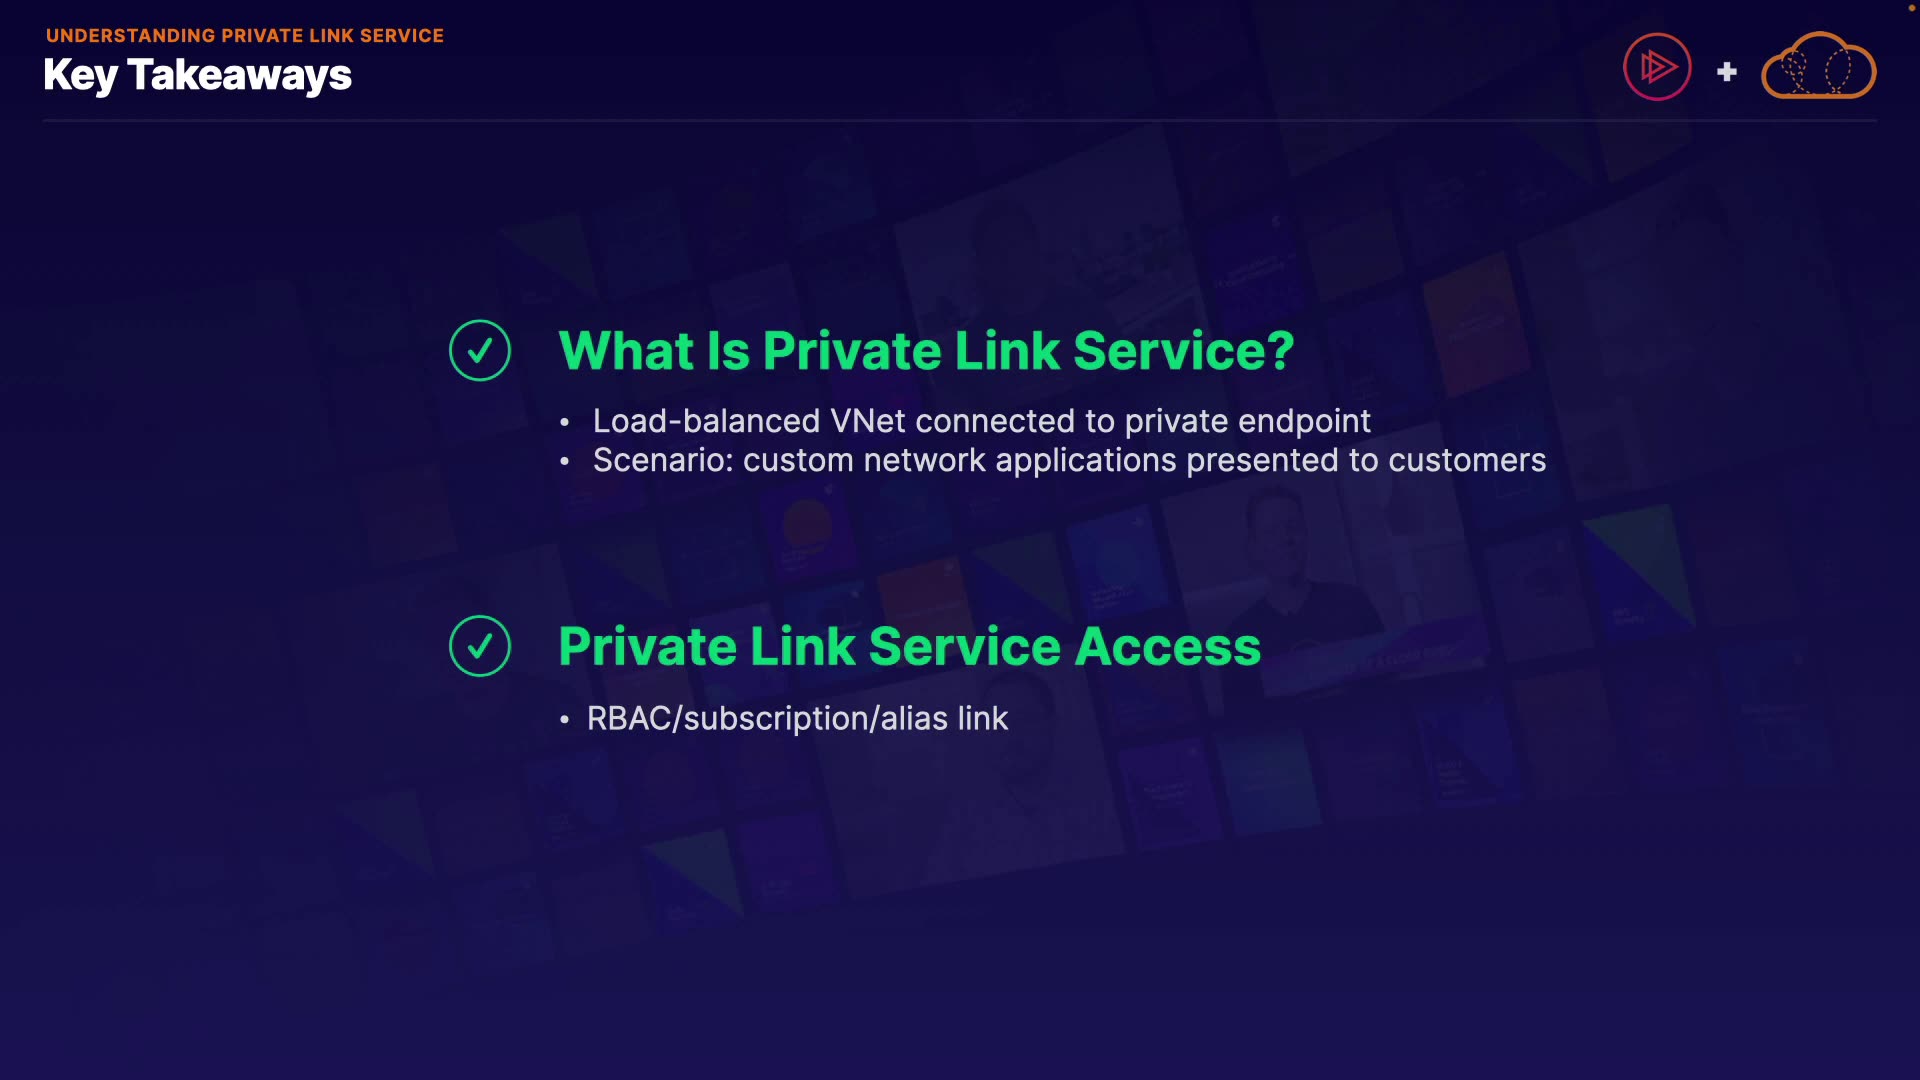 UNDERSTANDING PRIVATE LINK SERVICE
Key Takeaways
What Is Private Link Service?
• Load-balanced VNet connected to private endpoint
• Scenario: custom network applications presented to customers
Private Link Service Access
• RBAC/subscription/alias link